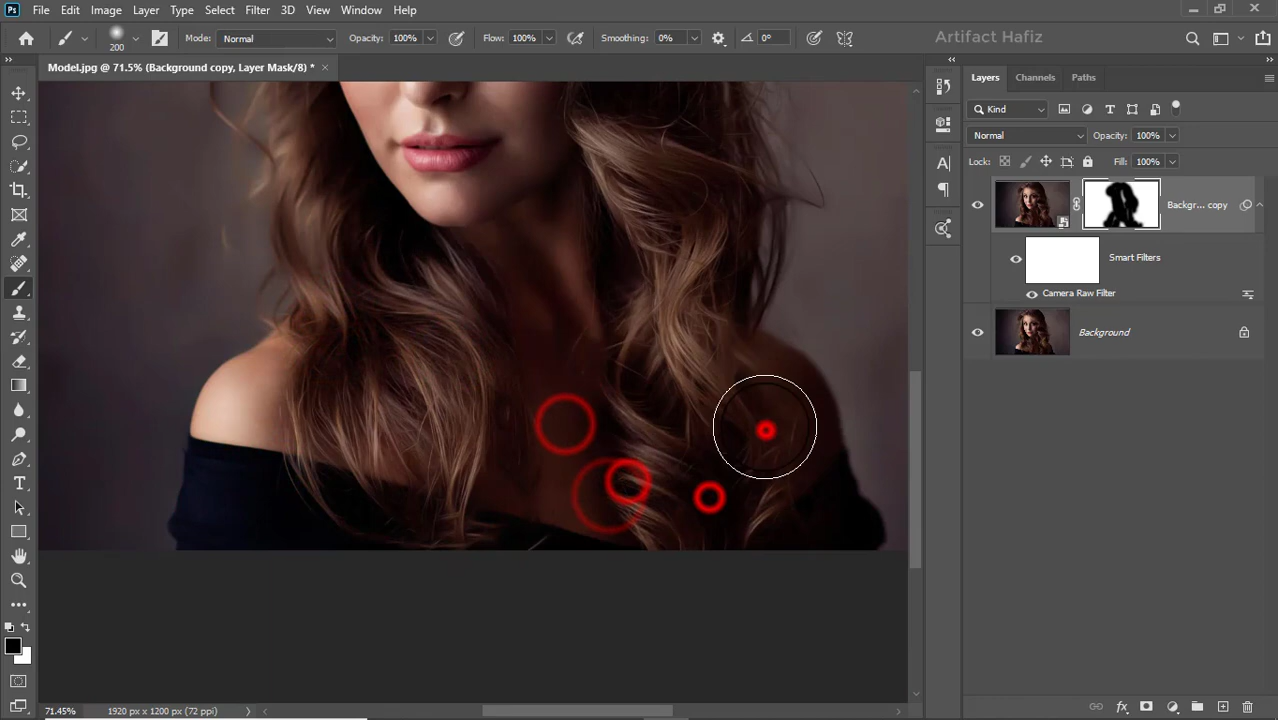 Ps File Edit Image Layer Type Select Filter 3D View Window Help
200 Mode: Normal Opacity: 100% Flow: 100% Smoothing: 0% 0° Artifact Hafiz
Model.jpg @ 71.5% (Background copy, Layer Mask/8) * ×
Layers Channels Paths
Kind
Normal Opacity: 100%
Lock: Fill: 100%
Backgr... copy
Smart Filters
Camera Raw Filter
Background
71.45% 1920 px x 1200 px (72 ppi)